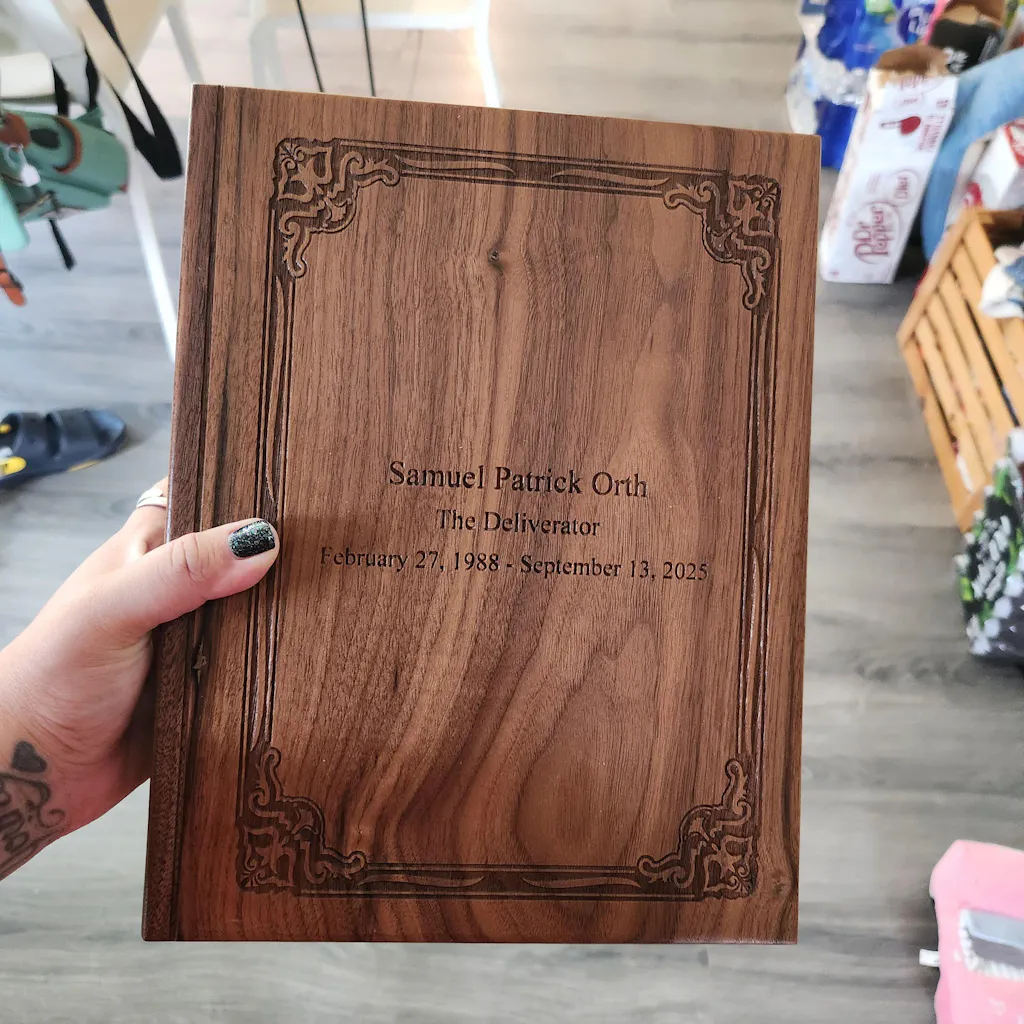 Samuel Patrick Orth
The Deliverator
February 27, 1988 - September 13, 2025
Dr
Pepper